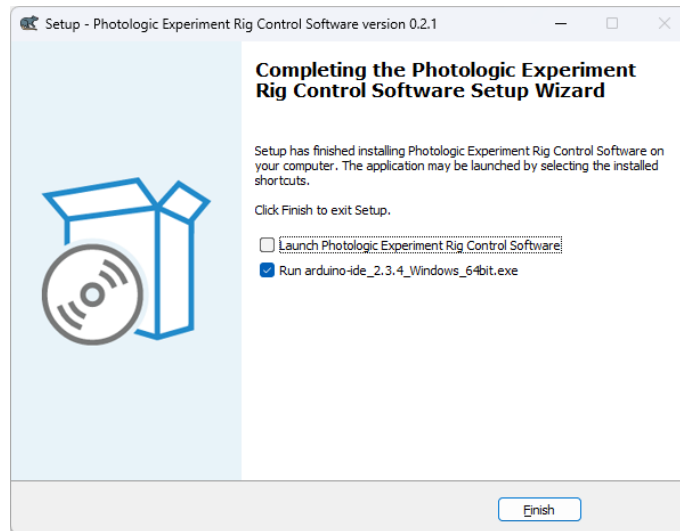 Setup - Photologic Experiment Rig Control Software version 0.2.1
Completing the Photologic Experiment
Rig Control Software Setup Wizard
Setup has finished installing Photologic Experiment Rig Control Software on
your computer. The application may be launched by selecting the installed
shortcuts.
Click Finish to exit Setup.
Launch Photologic Experiment Rig Control Software
Run arduino-ide_2.3.4_Windows_64bit.exe
Finish